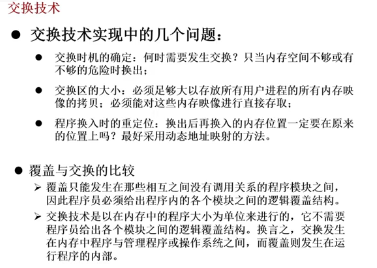 交换技术
交换技术实现中的几个问题：
交换时机的确定：何时需要发生交换？只当内存空间不够或有
不够的危险时换出；
交换区的大小：必须足够大以存放所有用户进程的所有内存映
像的拷贝；必须能对这些内存映像进行直接存取；
程序换入时的重定位：换出后再换入的内存位置一定要在原来
的位置上吗？最好采用动态地址映射的方法。
覆盖与交换的比较
覆盖只能发生在那些相互之间没有调用关系的程序模块之间，
因此程序员必须给出程序内的各个模块之间的逻辑覆盖结构。
交换技术是以在内存中的程序大小为单位来进行的，它不需要
程序员给出各个模块之间的逻辑覆盖结构。换言之，交换发生
在内存中程序与管理程序或操作系统之间，而覆盖则发生在运
行程序的内部。